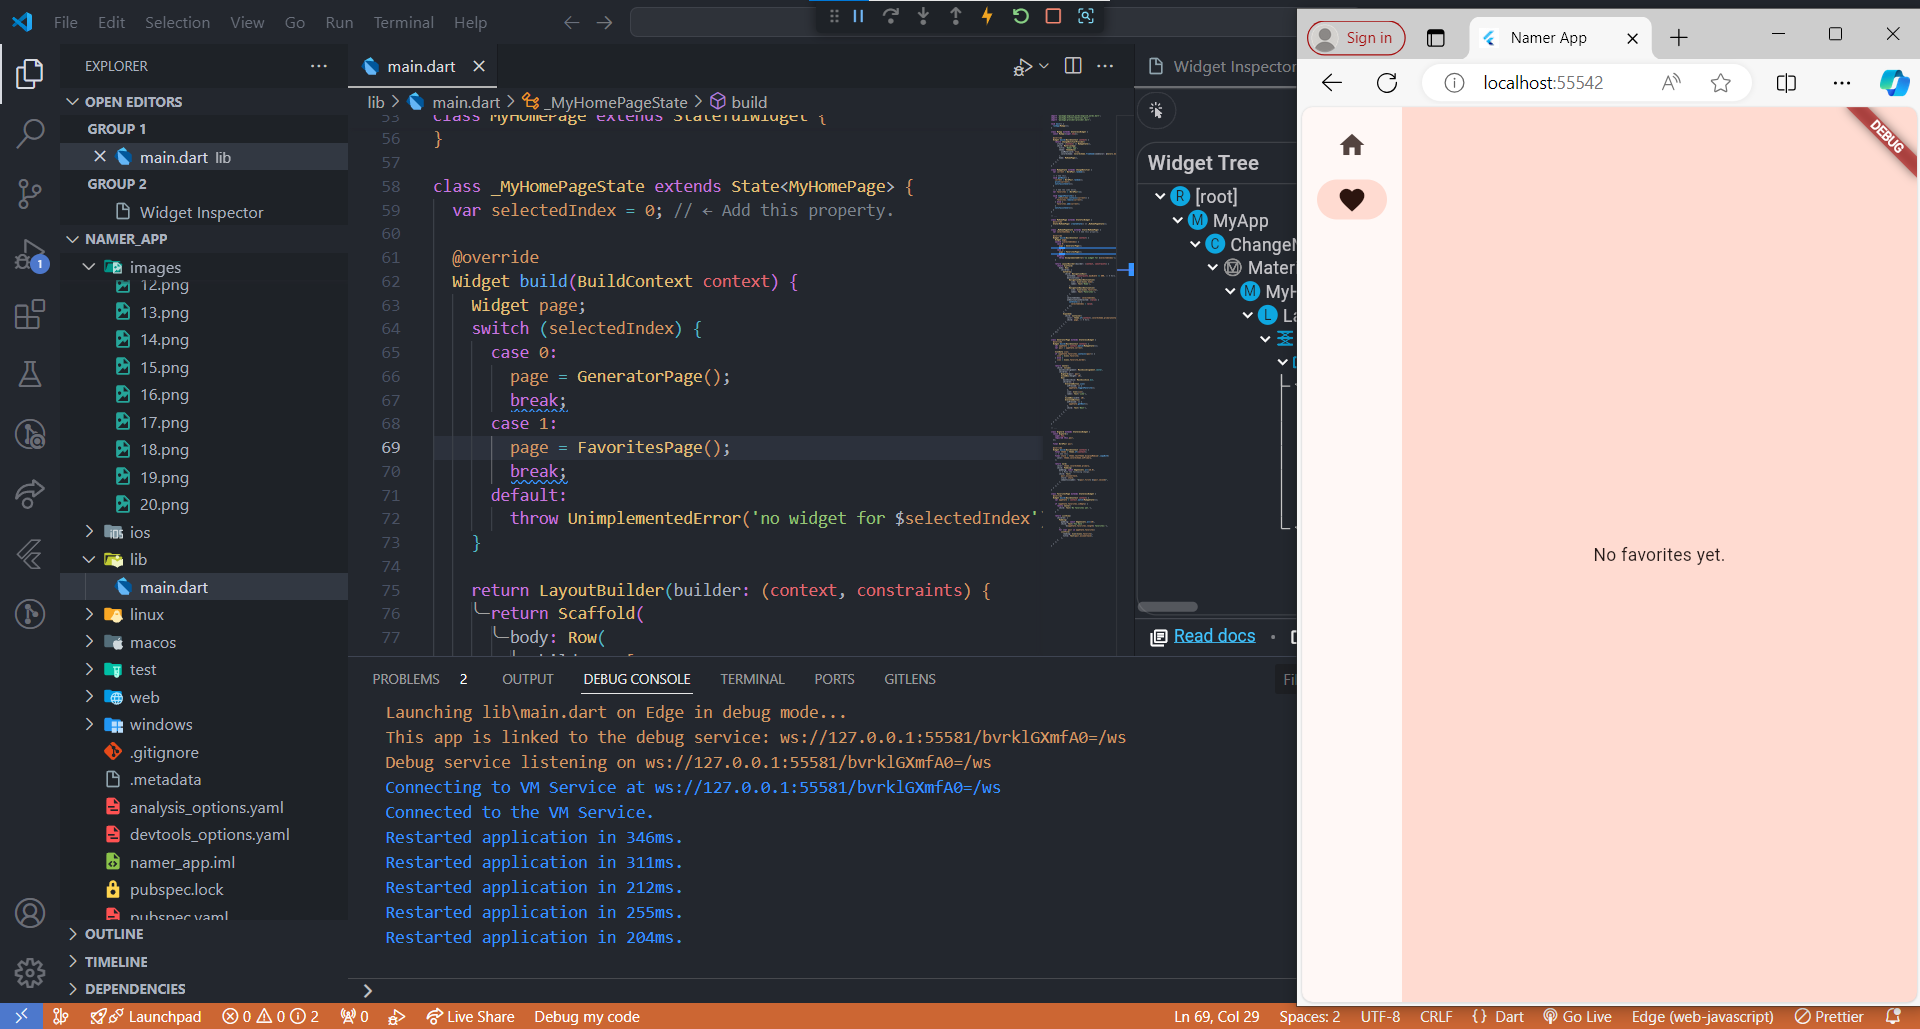 File Edit Selection View Go Run Terminal Help
EXPLORER
OPEN EDITORS
GROUP 1
main.dart lib
GROUP 2
Widget Inspector
NAMER_APP
images
12.png
13.png
14.png
15.png
16.png
17.png
18.png
19.png
20.png
ios
lib
main.dart
linux
macos
test
web
windows
.gitignore
.metadata
analysis_options.yaml
devtools_options.yaml
namer_app.iml
pubspec.lock
pubspec.yaml
OUTLINE
TIMELINE
DEPENDENCIES
main.dart
lib > main.dart > _MyHomePageState > build
53 class MyHomePage extends StatefulWidget {
56 }
57
58 class _MyHomePageState extends State<MyHomePage> {
59 var selectedIndex = 0; // ← Add this property.
60
61 @override
62 Widget build(BuildContext context) {
63 Widget page;
64 switch (selectedIndex) {
65 case 0:
66 page = GeneratorPage();
67 break;
68 case 1:
69 page = FavoritesPage();
70 break;
71 default:
72 throw UnimplementedError('no widget for $selectedIndex')
73 }
74
75 return LayoutBuilder(builder: (context, constraints) {
76 return Scaffold(
77 body: Row(
Widget Inspector
Widget Tree
R [root]
M MyApp
C ChangeN
M Materi
M MyH
L La
Read docs •
PROBLEMS 2 OUTPUT DEBUG CONSOLE TERMINAL PORTS GITLENS Fi
Launching lib\main.dart on Edge in debug mode...
This app is linked to the debug service: ws://127.0.0.1:55581/bvrklGXmfA0=/ws
Debug service listening on ws://127.0.0.1:55581/bvrklGXmfA0=/ws
Connecting to VM Service at ws://127.0.0.1:55581/bvrklGXmfA0=/ws
Connected to the VM Service.
Restarted application in 346ms.
Restarted application in 311ms.
Restarted application in 212ms.
Restarted application in 255ms.
Restarted application in 204ms.
Sign in
Namer App
localhost:55542
DEBUG
No favorites yet.
1
Launchpad 0 0 2 0 Live Share Debug my code
Ln 69, Col 29 Spaces: 2 UTF-8 CRLF {} Dart Go Live Edge (web-javascript) Prettier